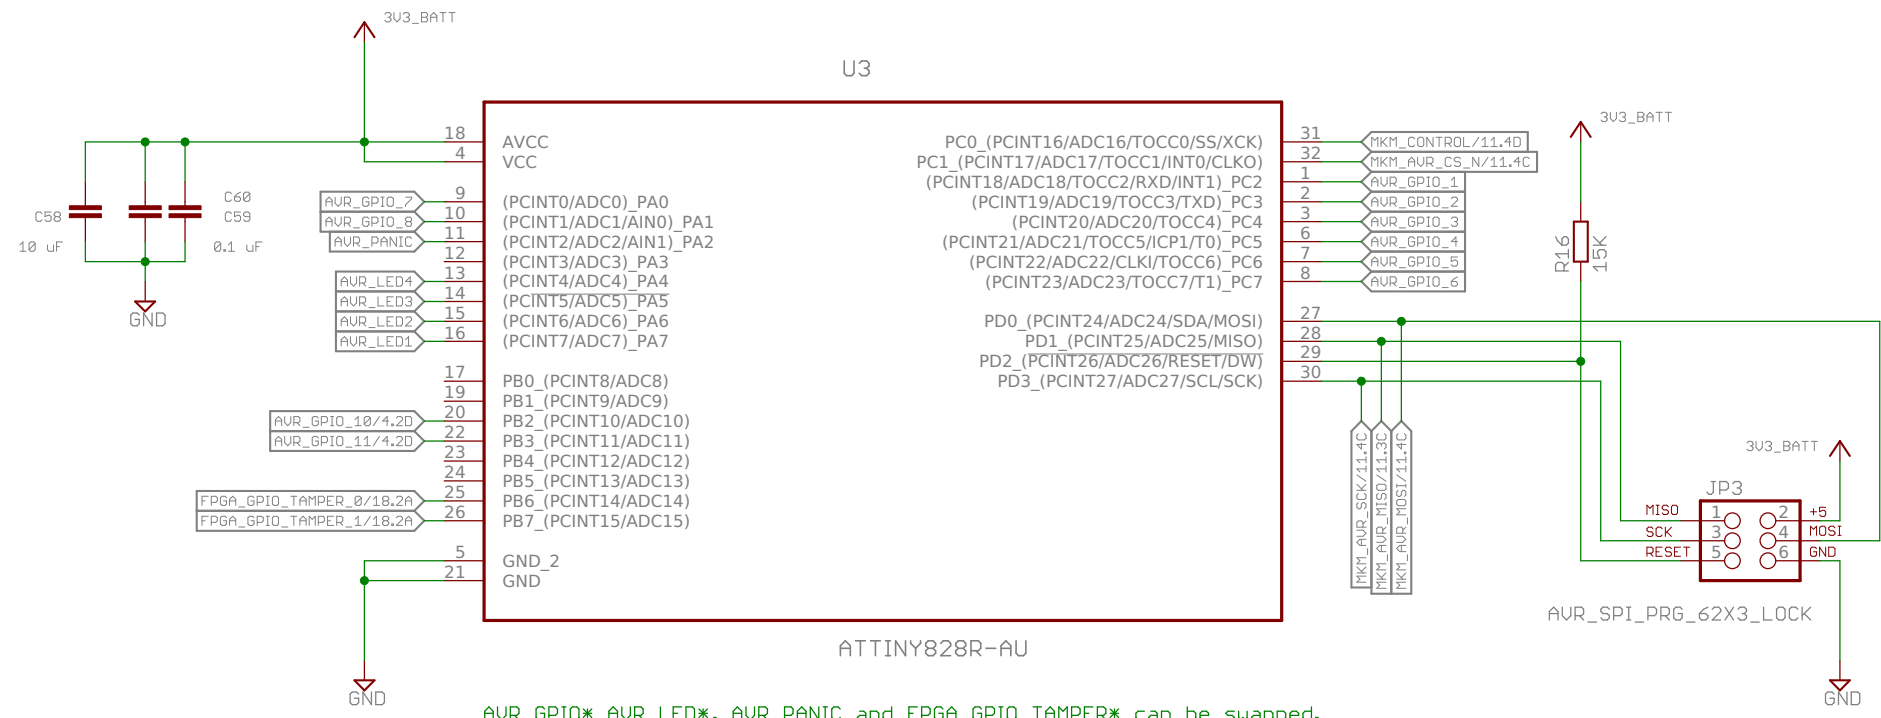 3V3_BATT
U3
18 AVCC
4 VCC
C58
10 uF
C60
C59
0.1 uF
GND
AVR_GPIO_7 9 (PCINT0/ADC0)_PA0
AVR_GPIO_8 10 (PCINT1/ADC1/AIN0)_PA1
AVR_PANIC 11 (PCINT2/ADC2/AIN1)_PA2
12 (PCINT3/ADC3)_PA3
AVR_LED4 13 (PCINT4/ADC4)_PA4
AVR_LED3 14 (PCINT5/ADC5)_PA5
AVR_LED2 15 (PCINT6/ADC6)_PA6
AVR_LED1 16 (PCINT7/ADC7)_PA7
17 PB0_(PCINT8/ADC8)
19 PB1_(PCINT9/ADC9)
AVR_GPIO_10/4.2D 20 PB2_(PCINT10/ADC10)
AVR_GPIO_11/4.2D 22 PB3_(PCINT11/ADC11)
23 PB4_(PCINT12/ADC12)
24 PB5_(PCINT13/ADC13)
FPGA_GPIO_TAMPER_0/18.2A 25 PB6_(PCINT14/ADC14)
FPGA_GPIO_TAMPER_1/18.2A 26 PB7_(PCINT15/ADC15)
5 GND_2
21 GND
GND
PC0_(PCINT16/ADC16/TOCC0/SS/XCK) 31 MKM_CONTROL/11.4D
PC1_(PCINT17/ADC17/TOCC1/INT0/CLKO) 32 MKM_AVR_CS_N/11.4C
(PCINT18/ADC18/TOCC2/RXD/INT1)_PC2 1 AVR_GPIO_1
(PCINT19/ADC19/TOCC3/TXD)_PC3 2 AVR_GPIO_2
(PCINT20/ADC20/TOCC4)_PC4 3 AVR_GPIO_3
(PCINT21/ADC21/TOCC5/ICP1/T0)_PC5 6 AVR_GPIO_4
(PCINT22/ADC22/CLKI/TOCC6)_PC6 7 AVR_GPIO_5
(PCINT23/ADC23/TOCC7/T1)_PC7 8 AVR_GPIO_6
PD0_(PCINT24/ADC24/SDA/MOSI) 27
PD1_(PCINT25/ADC25/MISO) 28
PD2_(PCINT26/ADC26/RESET/DW) 29
PD3_(PCINT27/ADC27/SCL/SCK) 30
MKM_AVR_SCK/11.4C
MKM_AVR_MISO/11.3C
MKM_AVR_MOSI/11.4C
3V3_BATT
R16
15K
3V3_BATT
JP3
MISO 1 2 +5
SCK 3 4 MOSI
RESET 5 6 GND
AVR_SPI_PRG_62X3_LOCK
GND
ATTINY828R-AU
AVR_GPIO*, AVR_LED*, AVR_PANIC and FPGA_GPIO_TAMPER* can be swapped.